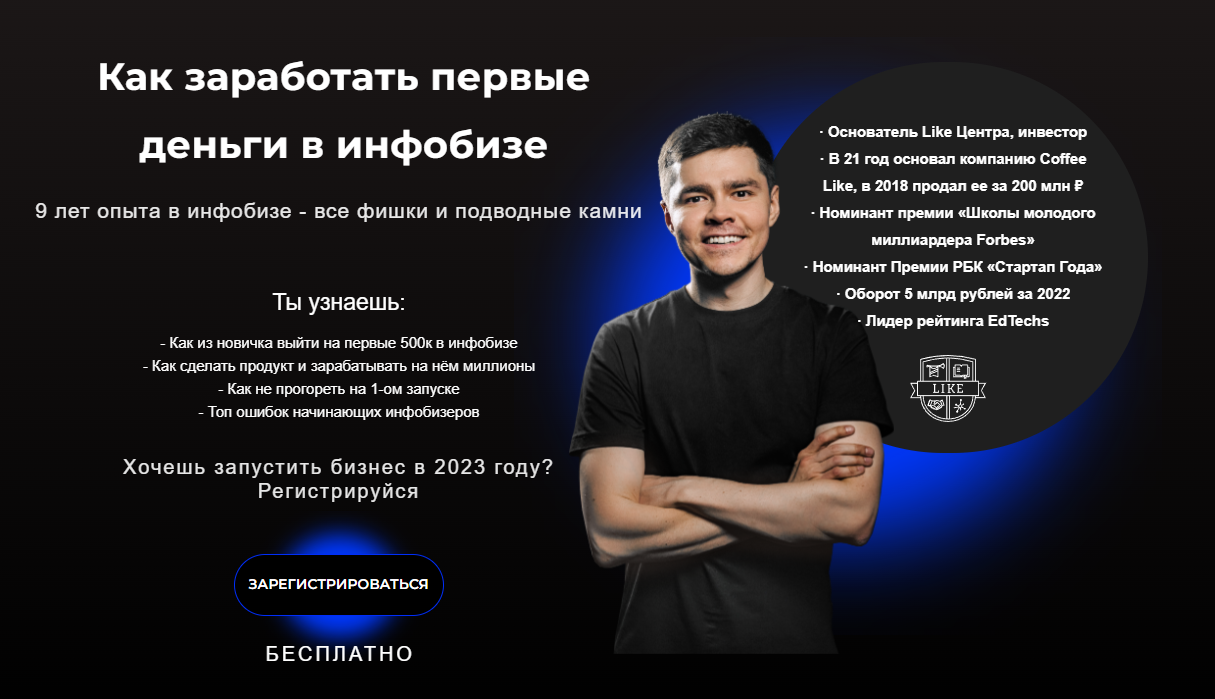 Как заработать первые
деньги в инфобизе
9 лет опыта в инфобизе - все фишки и подводные камни
Ты узнаешь:
- Как из новичка выйти на первые 500к в инфобизе
- Как сделать продукт и зарабатывать на нём миллионы
- Как не прогореть на 1-ом запуске
- Топ ошибок начинающих инфобизеров
Хочешь запустить бизнес в 2023 году?
Регистрируйся
ЗАРЕГИСТРИРОВАТЬСЯ
БЕСПЛАТНО
· Основатель Like Центра, инвестор
· В 21 год основал компанию Coffee
Like, в 2018 продал ее за 200 млн ₽
· Номинант премии «Школы молодого
миллиардера Forbes»
· Номинант Премии РБК «Стартап Года»
· Оборот 5 млрд рублей за 2022
· Лидер рейтинга EdTechs
LIKE